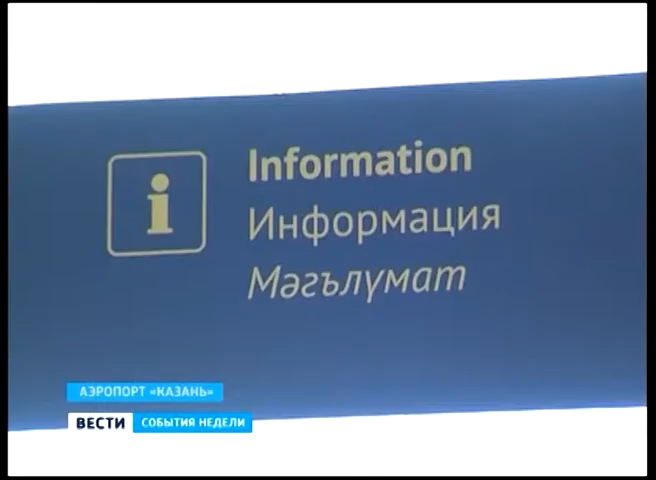 Information
Информация
Мәгълүмат
АЭРОПОРТ «КАЗАНЬ»
ВЕСТИ СОБЫТИЯ НЕДЕЛИ